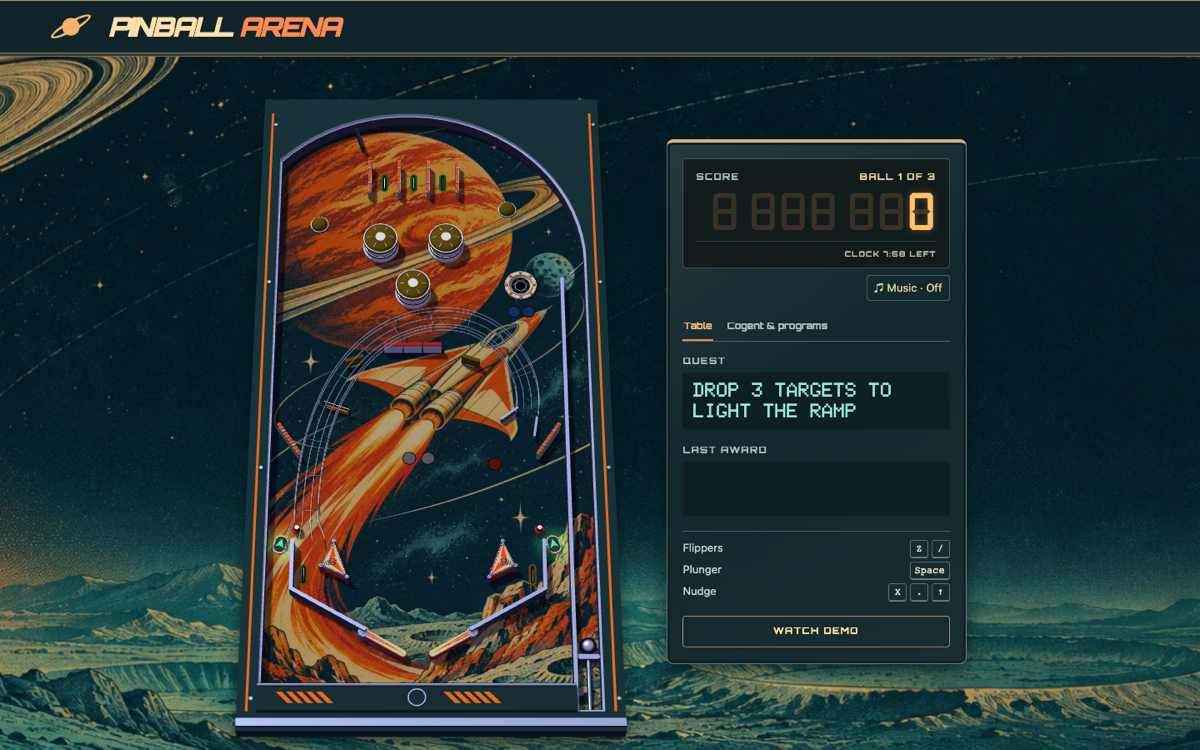 PINBALL ARENA
SCORE
BALL 1 OF 3
0
CLOCK 7:58 LEFT
♫ Music · Off
Table
Cogent & programs
QUEST
DROP 3 TARGETS TO
LIGHT THE RAMP
LAST AWARD
Flippers
Z /
Plunger
Space
Nudge
X . ↑
WATCH DEMO